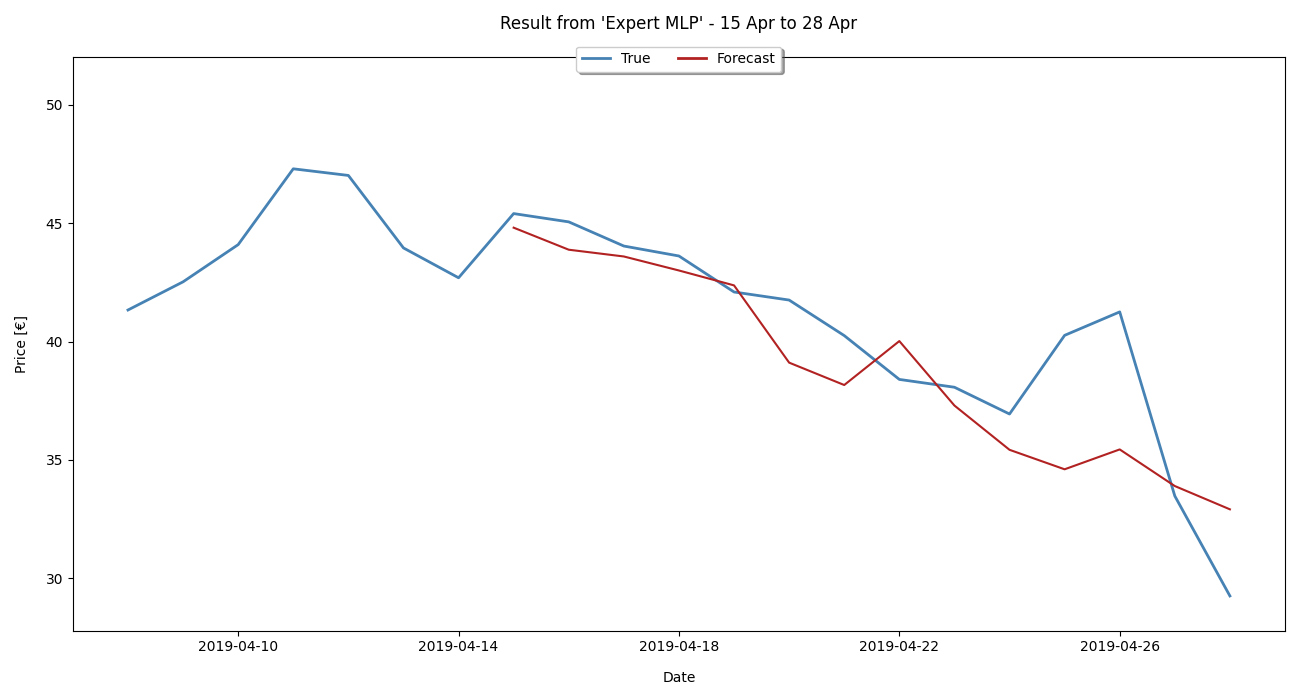 Result from 'Expert MLP' - 15 Apr to 28 Apr
True Forecast
50
45
40
35
30
Price [€]
2019-04-10 2019-04-14 2019-04-18 2019-04-22 2019-04-26
Date